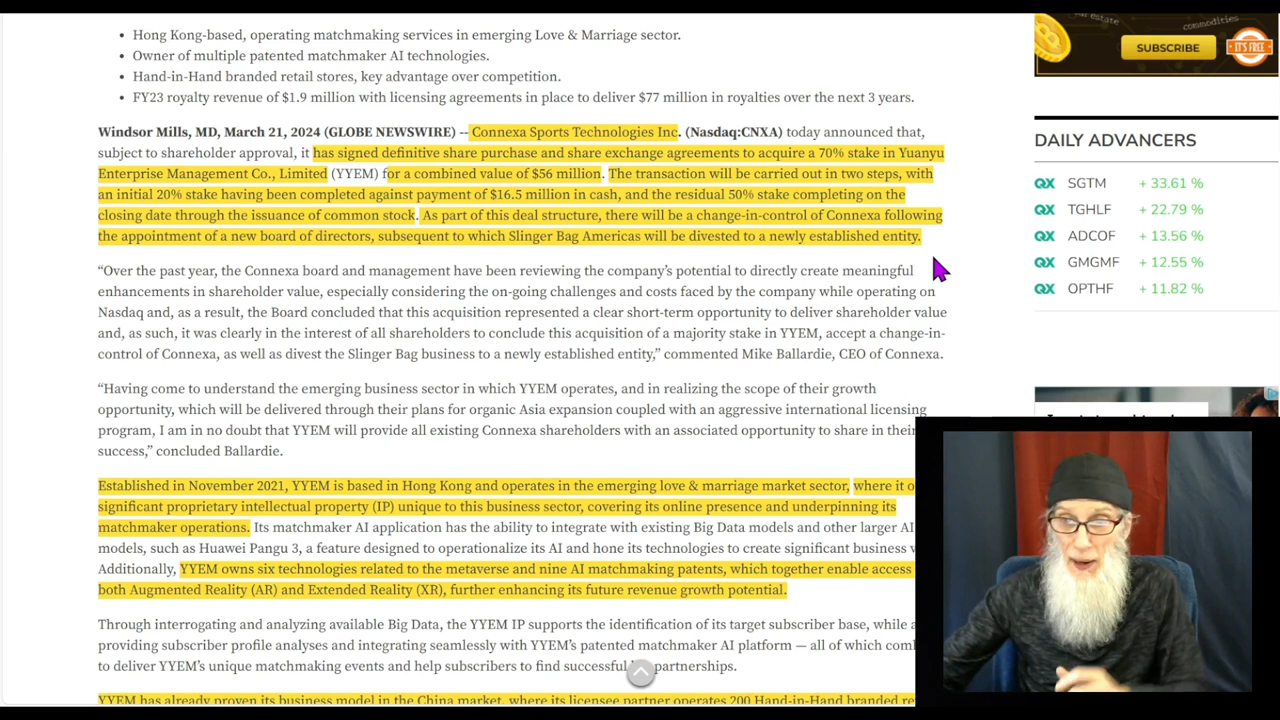 Hong Kong-based, operating matchmaking services in emerging Love & Marriage sector.
Owner of multiple patented matchmaker AI technologies.
Hand-in-Hand branded retail stores, key advantage over competition.
FY23 royalty revenue of $1.9 million with licensing agreements in place to deliver $77 million in royalties over the next 3 years.
Windsor Mills, MD, March 21, 2024 (GLOBE NEWSWIRE) -- Connexa Sports Technologies Inc. (Nasdaq:CNXA) today announced that,
subject to shareholder approval, it has signed definitive share purchase and share exchange agreements to acquire a 70% stake in Yuanyu
Enterprise Management Co., Limited (YYEM) for a combined value of $56 million. The transaction will be carried out in two steps, with
an initial 20% stake having been completed against payment of $16.5 million in cash, and the residual 50% stake completing on the
closing date through the issuance of common stock. As part of this deal structure, there will be a change-in-control of Connexa following
the appointment of a new board of directors, subsequent to which Slinger Bag Americas will be divested to a newly established entity.
“Over the past year, the Connexa board and management have been reviewing the company’s potential to directly create meaningful
enhancements in shareholder value, especially considering the on-going challenges and costs faced by the company while operating on
Nasdaq and, as a result, the Board concluded that this acquisition represented a clear short-term opportunity to deliver shareholder value
and, as such, it was clearly in the interest of all shareholders to conclude this acquisition of a majority stake in YYEM, accept a change-in-
control of Connexa, as well as divest the Slinger Bag business to a newly established entity,” commented Mike Ballardie, CEO of Connexa.
“Having come to understand the emerging business sector in which YYEM operates, and in realizing the scope of their growth
opportunity, which will be delivered through their plans for organic Asia expansion coupled with an aggressive international licensing
program, I am in no doubt that YYEM will provide all existing Connexa shareholders with an associated opportunity to share in their
success,” concluded Ballardie.
Established in November 2021, YYEM is based in Hong Kong and operates in the emerging love & marriage market sector, where it
significant proprietary intellectual property (IP) unique to this business sector, covering its online presence and underpinning its
matchmaker operations. Its matchmaker AI application has the ability to integrate with existing Big Data models and other larger AI
models, such as Huawei Pangu 3, a feature designed to operationalize its AI and hone its technologies to create significant business
Additionally, YYEM owns six technologies related to the metaverse and nine AI matchmaking patents, which together enable access
both Augmented Reality (AR) and Extended Reality (XR), further enhancing its future revenue growth potential.
Through interrogating and analyzing available Big Data, the YYEM IP supports the identification of its target subscriber base, while
providing subscriber profile analyses and integrating seamlessly with YYEM’s patented matchmaker AI platform — all of which
to deliver YYEM’s unique matchmaking events and help subscribers to find successful partnerships.
YYEM has already proven its business model in the China market, where its licensee partner operates 200 Hand-in-Hand branded
commodities
SUBSCRIBE
IT'S FREE
DAILY ADVANCERS
QX SGTM + 33.61 %
QX TGHLF + 22.79 %
QX ADCOF + 13.56 %
QX GMGMF + 12.55 %
QX OPTHF + 11.82 %